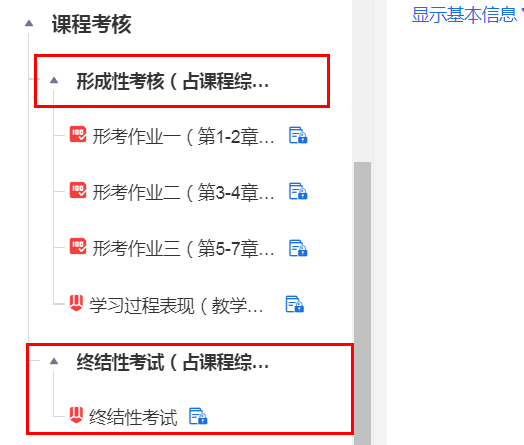 显示基本信息
课程考核
形成性考核（占课程综...
形考作业一（第1-2章...
形考作业二（第3-4章...
形考作业三（第5-7章...
学习过程表现（教学...
终结性考试（占课程综...
终结性考试